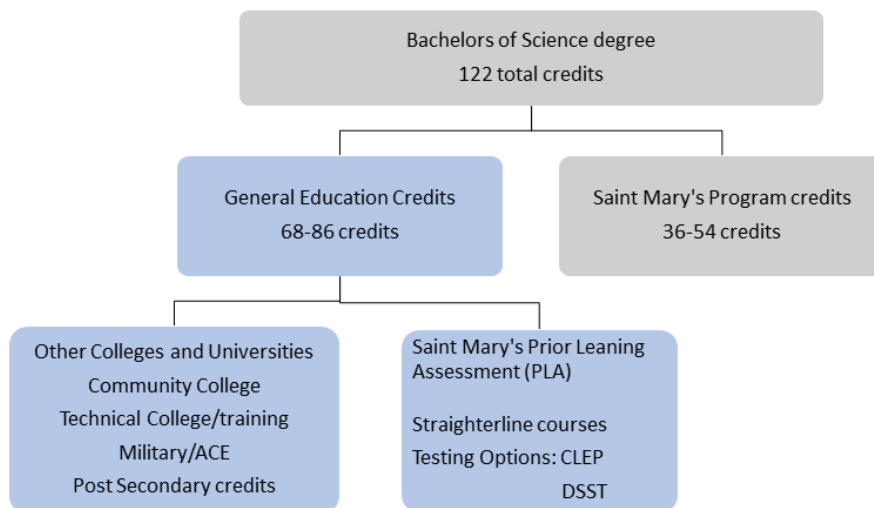 Bachelors of Science degree
122 total credits
General Education Credits
68-86 credits
Saint Mary's Program credits
36-54 credits
Other Colleges and Universities
Community College
Technical College/training
Military/ACE
Post Secondary credits
Saint Mary's Prior Leaning
Assessment (PLA)
Straighterline courses
Testing Options: CLEP
DSST